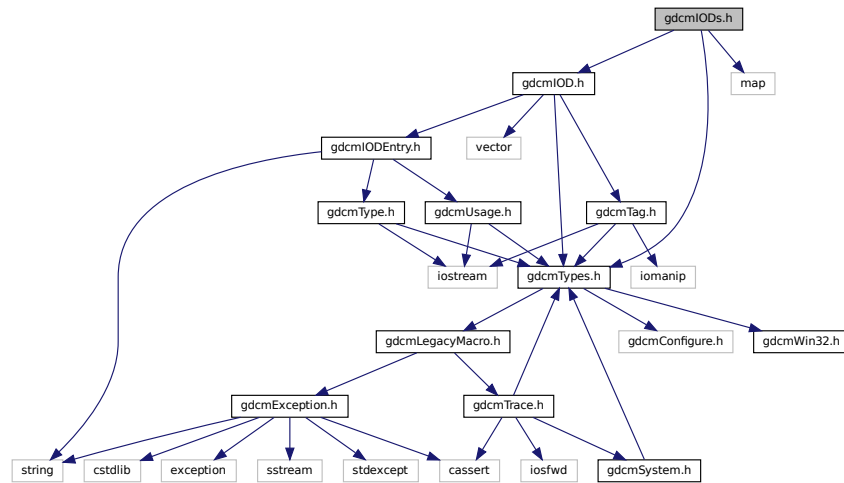 gdcmIODs.h
gdcmIOD.h
map
gdcmIODEntry.h
vector
gdcmType.h
gdcmUsage.h
gdcmTag.h
iostream
gdcmTypes.h
iomanip
gdcmLegacyMacro.h
gdcmConfigure.h
gdcmWin32.h
gdcmException.h
gdcmTrace.h
string
cstdlib
exception
sstream
stdexcept
cassert
iosfwd
gdcmSystem.h